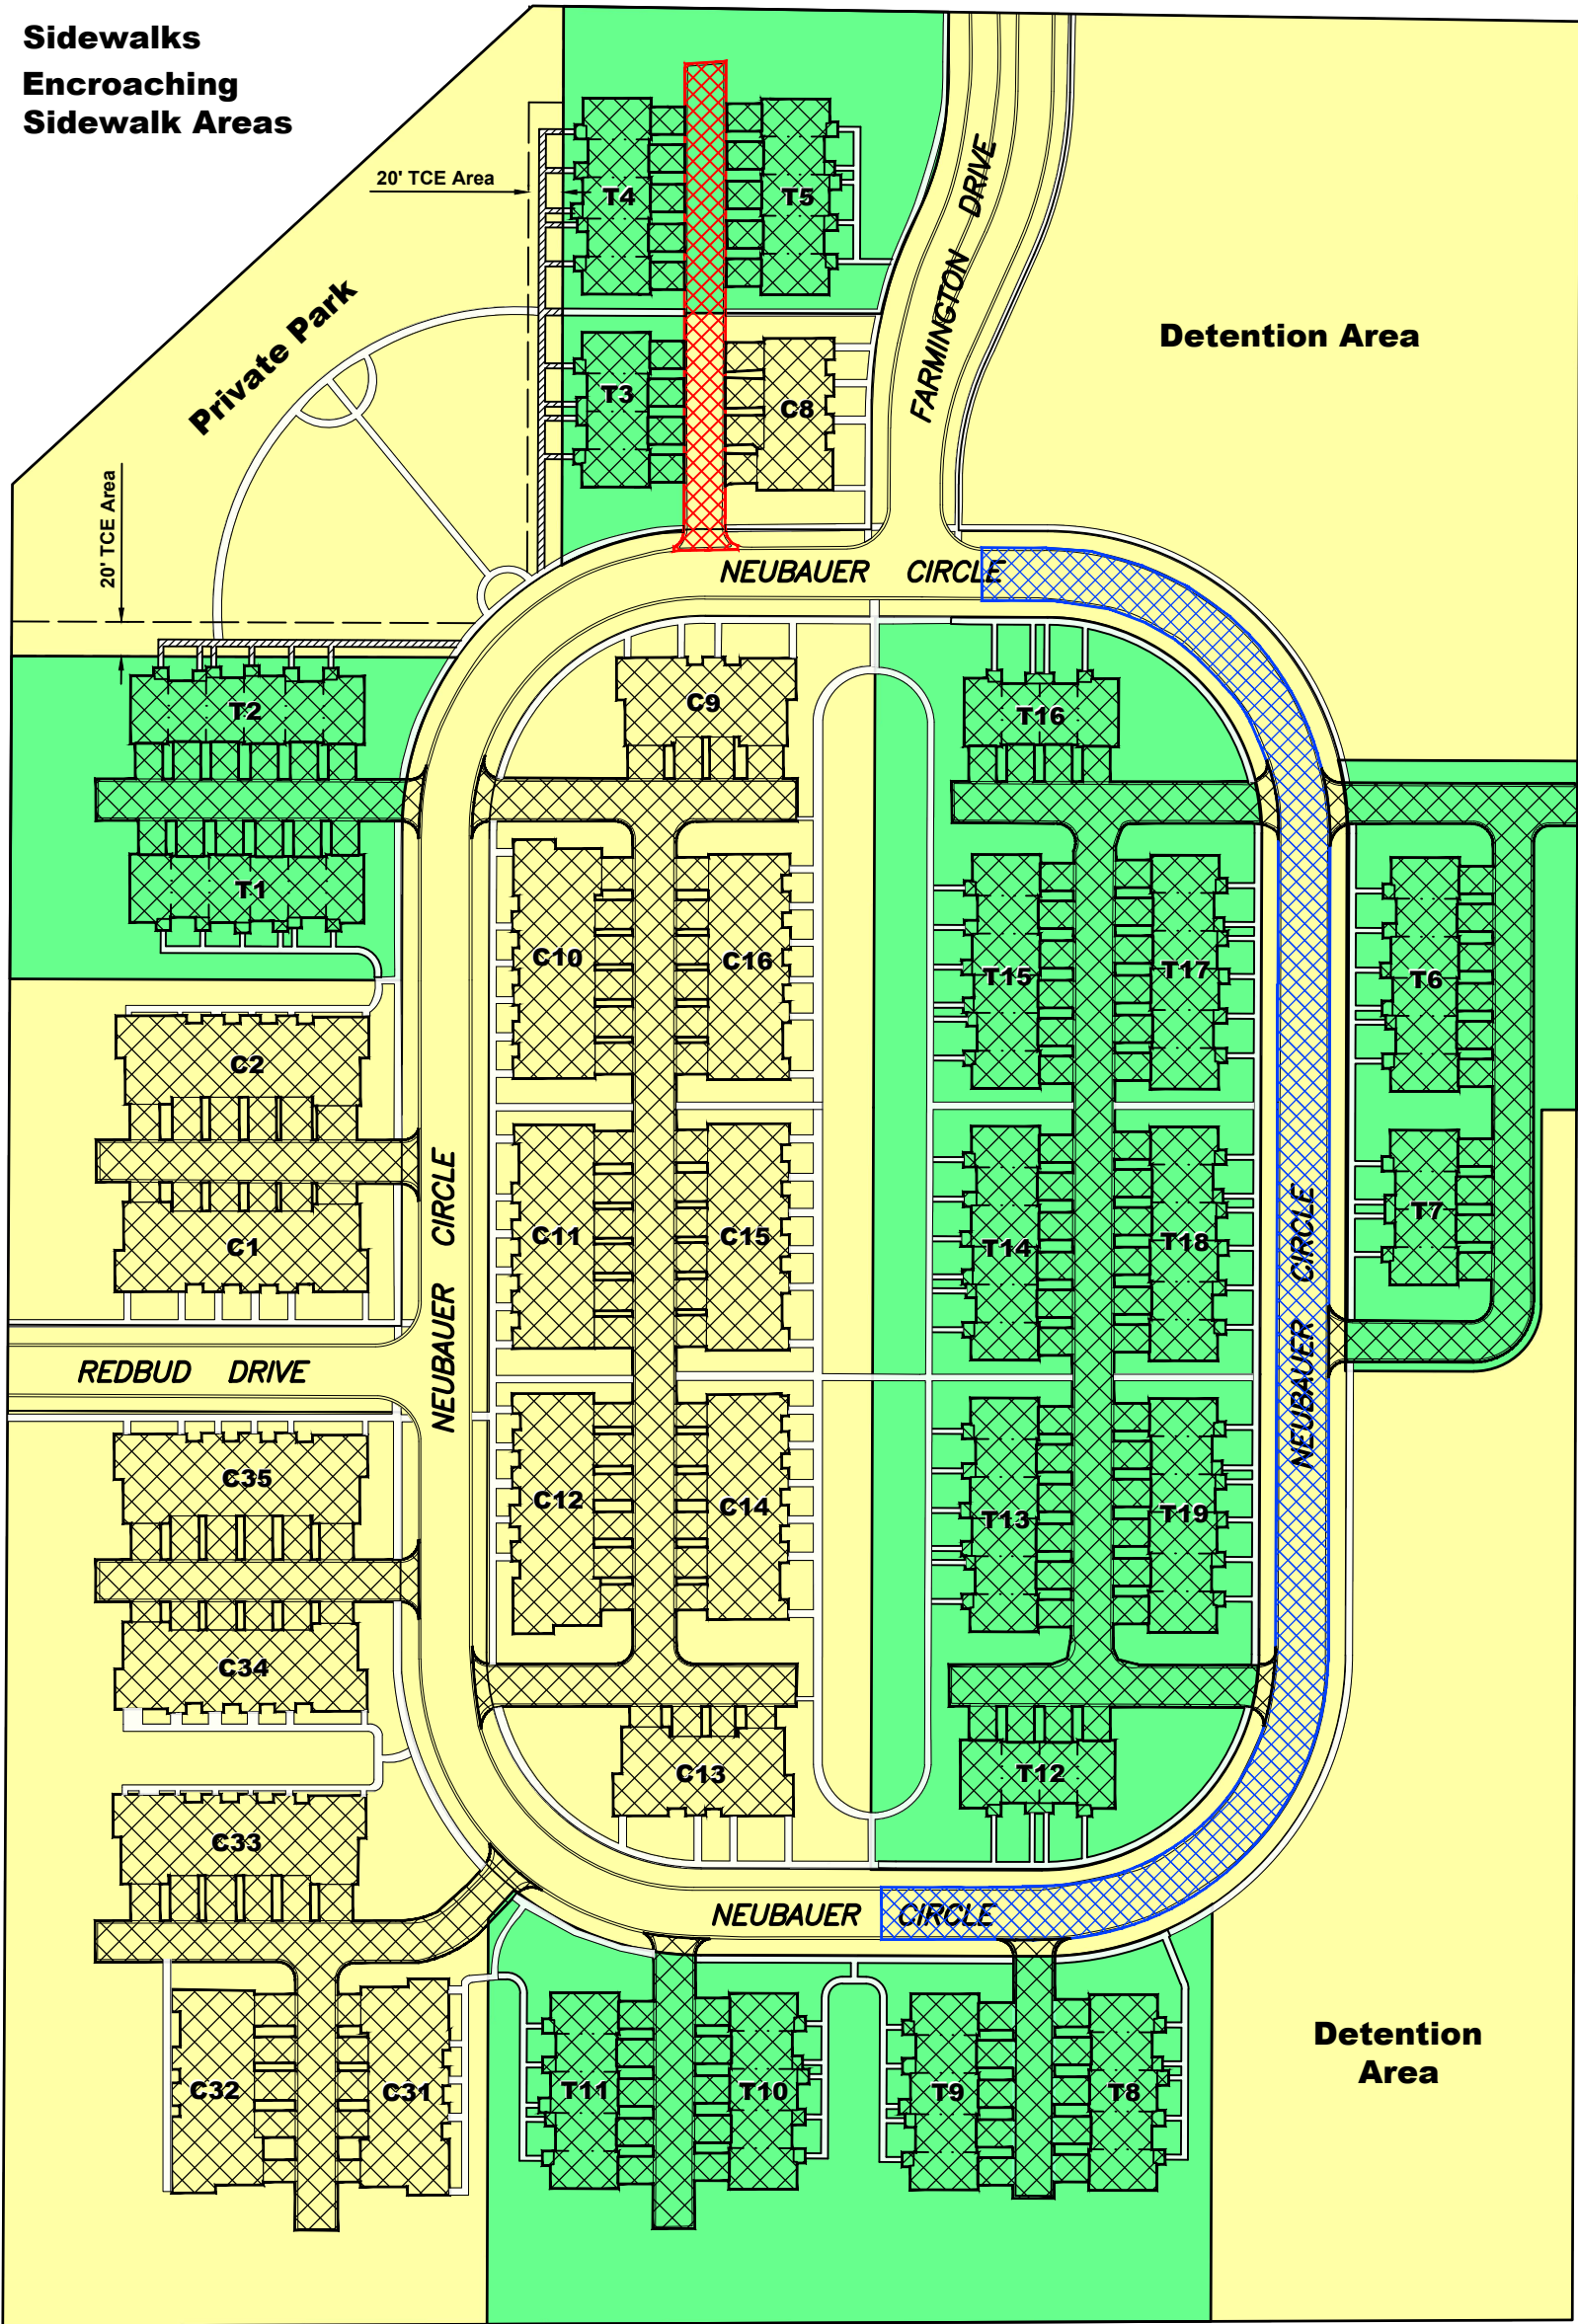 Sidewalks
Encroaching
Sidewalk Areas
20' TCE Area
T4
T5
FARMINGTON DRIVE
Private Park
Detention Area
T3
C8
20' TCE Area
NEUBAUER CIRCLE
T2
C9
T16
T1
C10
C16
T15
T17
T6
C2
C1
C11
C15
T14
T18
T7
NEUBAUER CIRCLE
NEUBAUER CIRCLE
REDBUD DRIVE
C35
C12
C14
T13
T19
C34
C13
T12
C33
NEUBAUER CIRCLE
C32
C31
T11
T10
T9
T8
Detention
Area